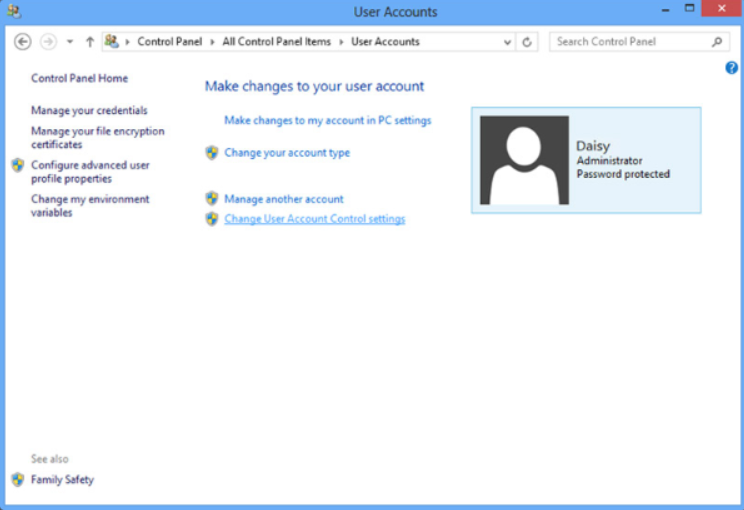 User Accounts
Control Panel
All Control Panel Items
User Accounts
Search Control Panel
?
Control Panel Home
Manage your credentials
Manage your file encryption
certificates
Configure advanced user
profile properties
Change my environment
variables
See also
Family Safety
Make changes to your user account
Make changes to my account in PC settings
Change your account type
Manage another account
Change User Account Control settings
Daisy
Administrator
Password protected